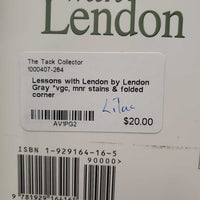 Lendon
The Tack Collector
1000407-264
Lessons with Lendon by Lendon
Gray *vgc, mnr stains & folded
corner
Lilac
AV1PG2
$20.00
ISBN 1-929164-16-5
90000>